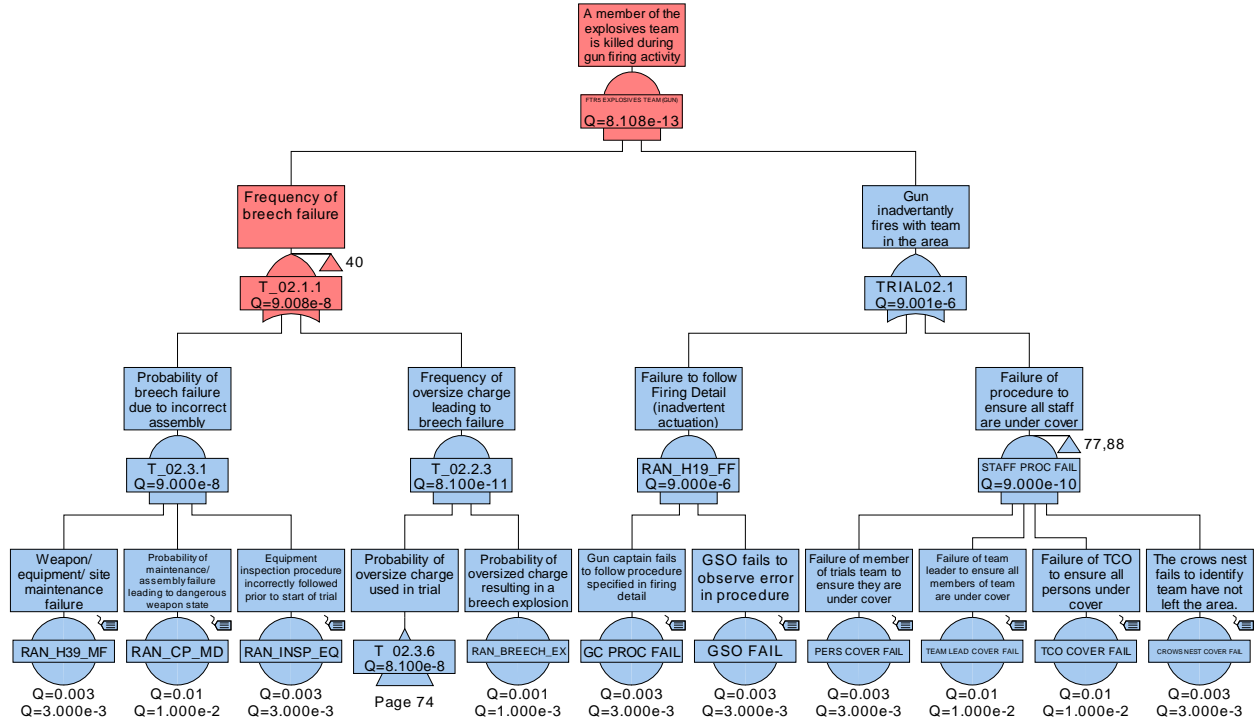 A member of the
explosives team
is killed during
gun firing activity
FTR5 EXPLOSIVES TEAM (GUN)
Q=8.108e-13
Frequency of
breech failure
40
T_02.1.1
Q=9.008e-8
Gun
inadvertantly
fires with team
in the area
TRIAL02.1
Q=9.001e-6
Probability of
breech failure
due to incorrect
assembly
T_02.3.1
Q=9.000e-8
Frequency of
oversize charge
leading to
breech failure
T_02.2.3
Q=8.100e-11
Failure to follow
Firing Detail
(inadvertent
actuation)
RAN_H19_FF
Q=9.000e-6
Failure of
procedure to
ensure all staff
are under cover
77,88
STAFF PROC FAIL
Q=9.000e-10
Weapon/
equipment/ site
maintenance
failure
RAN_H39_MF
Q=0.003
Q=3.000e-3
Probability of
maintenance/
assembly failure
leading to dangerous
weapon state
RAN_CP_MD
Q=0.01
Q=1.000e-2
Equipment
inspection procedure
incorrectly followed
prior to start of trial
RAN_INSP_EQ
Q=0.003
Q=3.000e-3
Probability of
oversize charge
used in trial
T_02.3.6
Q=8.100e-8
Page 74
Probability of
oversized charge
resulting in a
breech explosion
RAN_BREECH_EX
Q=0.001
Q=1.000e-3
Gun captain fails
to follow procedure
specified in firing
detail
GC PROC FAIL
Q=0.003
Q=3.000e-3
GSO fails to
observe error
in procedure
GSO FAIL
Q=0.003
Q=3.000e-3
Failure of member
of trials team to
ensure they are
under cover
PERS COVER FAIL
Q=0.003
Q=3.000e-3
Failure of team
leader to ensure all
members of team
are under cover
TEAM LEAD COVER FAIL
Q=0.01
Q=1.000e-2
Failure of TCO
to ensure all
persons under
cover
TCO COVER FAIL
Q=0.01
Q=1.000e-2
The crows nest
fails to identify
team have not
left the area.
CROWS NEST COVER FAIL
Q=0.003
Q=3.000e-3